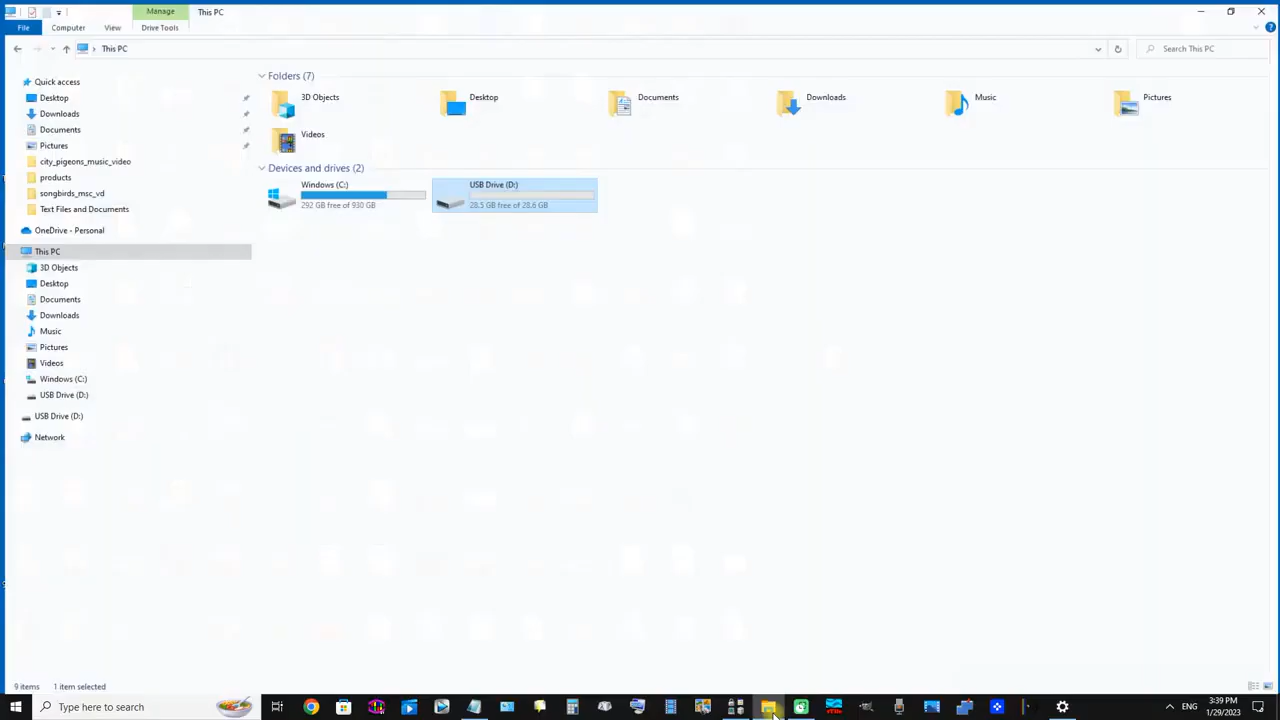 Manage
This PC
File
Computer
View
Drive Tools
This PC
Search This PC
Quick access
Desktop
Downloads
Documents
Pictures
city_pigeons_music_video
products
songbirds_msc_vd
Text Files and Documents
OneDrive - Personal
This PC
3D Objects
Desktop
Documents
Downloads
Music
Pictures
Videos
Windows (C:)
USB Drive (D:)
USB Drive (D:)
Network
Folders (7)
3D Objects
Desktop
Documents
Downloads
Music
Pictures
Videos
Devices and drives (2)
Windows (C:)
292 GB free of 930 GB
USB Drive (D:)
28.5 GB free of 28.6 GB
9 items
1 item selected
Type here to search
ENG
3:39 PM
1/29/2023